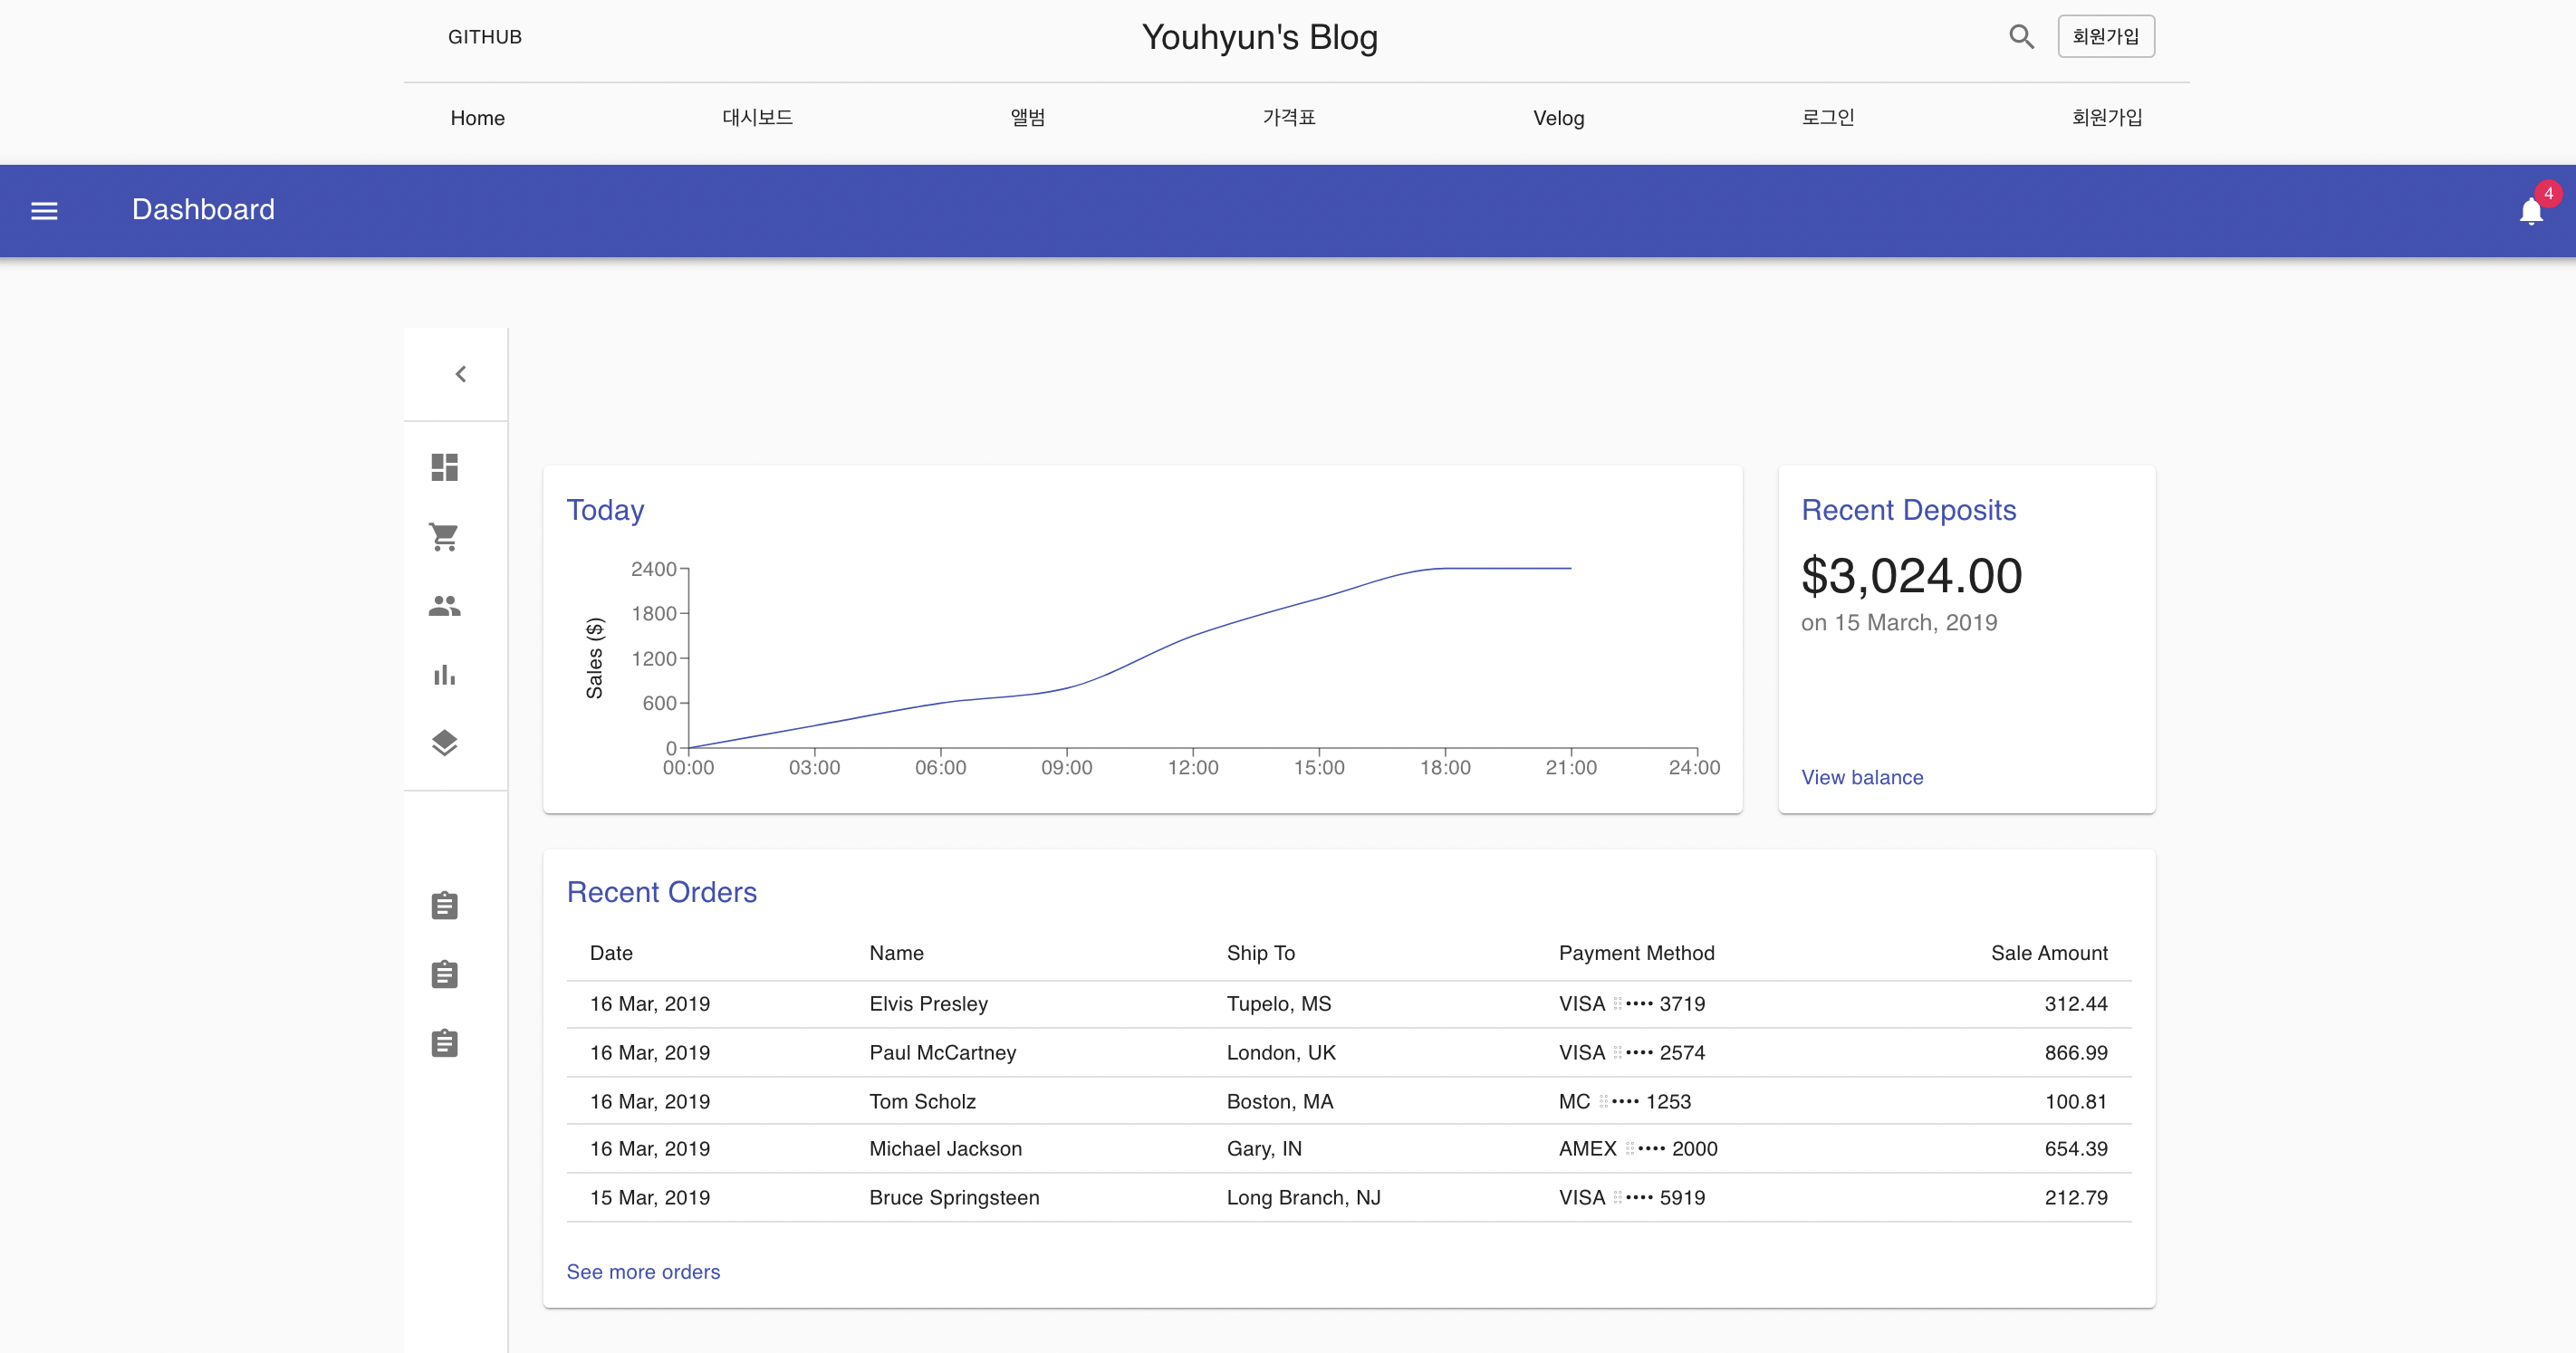 GITHUB Youhyun's Blog 회원가입
Home 대시보드 앨범 가격표 Velog 로그인 회원가입
Dashboard 4
Today
Sales ($)
2400
1800
1200
600
0
00:00 03:00 06:00 09:00 12:00 15:00 18:00 21:00 24:00
Recent Deposits
$3,024.00
on 15 March, 2019
View balance
Recent Orders
Date Name Ship To Payment Method Sale Amount
16 Mar, 2019 Elvis Presley Tupelo, MS VISA ⠷•••• 3719 312.44
16 Mar, 2019 Paul McCartney London, UK VISA ⠷•••• 2574 866.99
16 Mar, 2019 Tom Scholz Boston, MA MC ⠷•••• 1253 100.81
16 Mar, 2019 Michael Jackson Gary, IN AMEX ⠷•••• 2000 654.39
15 Mar, 2019 Bruce Springsteen Long Branch, NJ VISA ⠷•••• 5919 212.79
See more orders